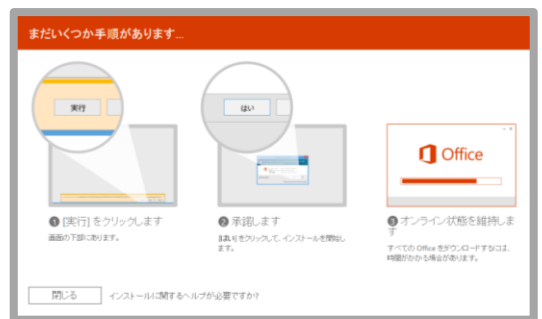 まだいくつか手順があります...
実行
はい
Office
❶ [実行] をクリックします
画面の下部にあります。
❷ 承諾します
[はい] をクリックして、インストールを開始し
ます。
❸ オンライン状態を維持しま
す
すべての Office をダウンロードするには、
時間がかかる場合があります。
閉じる
インストールに関するヘルプが必要ですか?